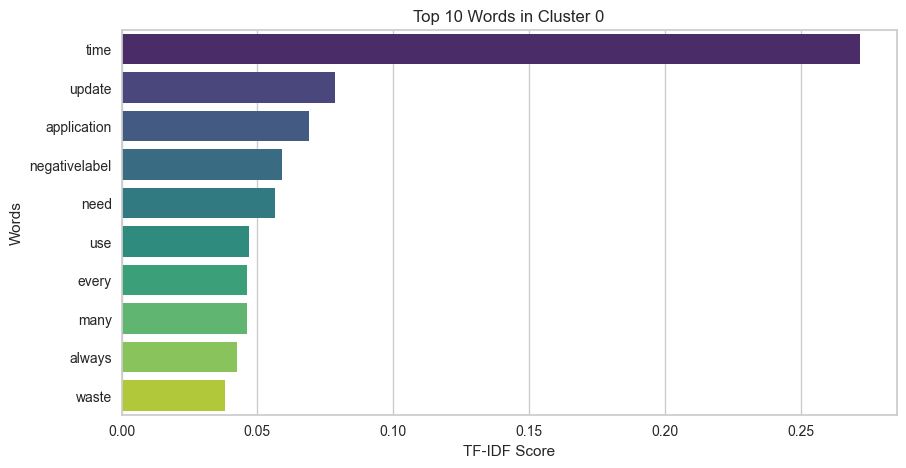 Top 10 Words in Cluster 0
Words
time
update
application
negativelabel
need
use
every
many
always
waste
0.00 0.05 0.10 0.15 0.20 0.25
TF-IDF Score